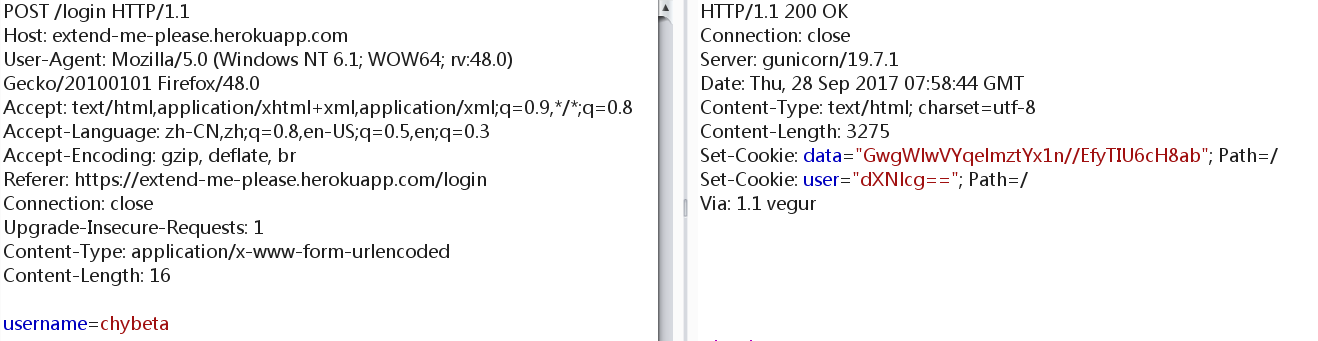 POST /login HTTP/1.1
Host: extend-me-please.herokuapp.com
User-Agent: Mozilla/5.0 (Windows NT 6.1; WOW64; rv:48.0)
Gecko/20100101 Firefox/48.0
Accept: text/html,application/xhtml+xml,application/xml;q=0.9,*/*;q=0.8
Accept-Language: zh-CN,zh;q=0.8,en-US;q=0.5,en;q=0.3
Accept-Encoding: gzip, deflate, br
Referer: https://extend-me-please.herokuapp.com/login
Connection: close
Upgrade-Insecure-Requests: 1
Content-Type: application/x-www-form-urlencoded
Content-Length: 16
username=chybeta
HTTP/1.1 200 OK
Connection: close
Server: gunicorn/19.7.1
Date: Thu, 28 Sep 2017 07:58:44 GMT
Content-Type: text/html; charset=utf-8
Content-Length: 3275
Set-Cookie: data="GwgWlwVYqelmztYx1n//EfyTIU6cH8ab"; Path=/
Set-Cookie: user="dXNlcg=="; Path=/
Via: 1.1 vegur